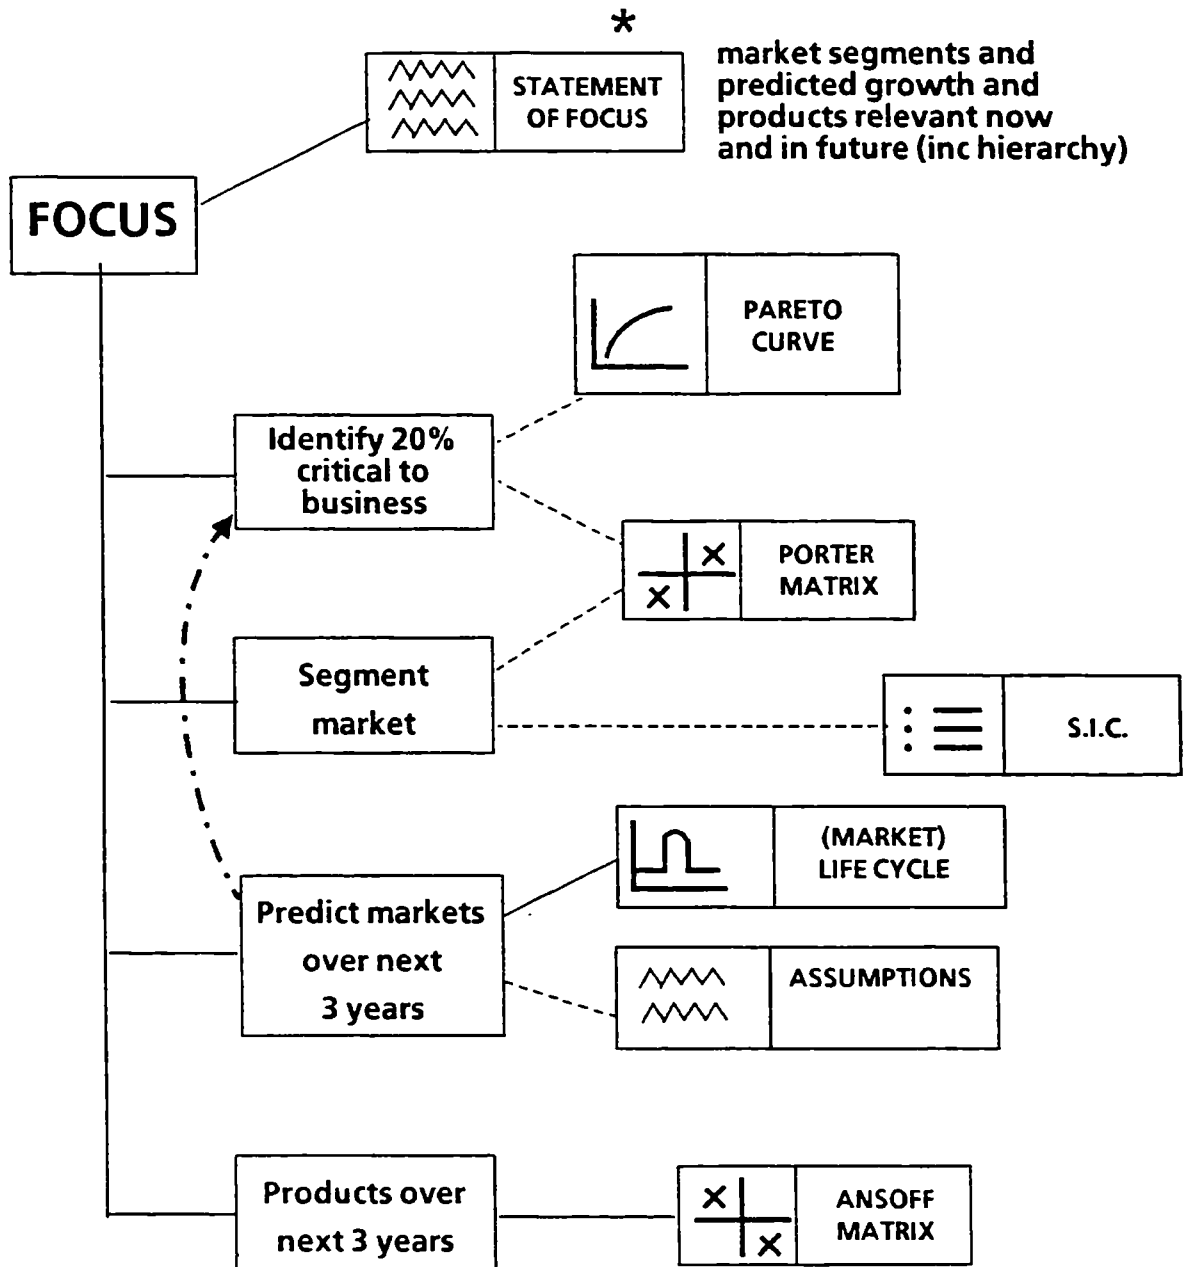 *
STATEMENT
OF FOCUS
market segments and
predicted growth and
products relevant now
and in future (inc hierarchy)
FOCUS
PARETO
CURVE
Identify 20%
critical to
business
PORTER
MATRIX
Segment
market
S.I.C.
(MARKET)
LIFE CYCLE
Predict markets
over next
3 years
ASSUMPTIONS
Products over
next 3 years
ANSOFF
MATRIX